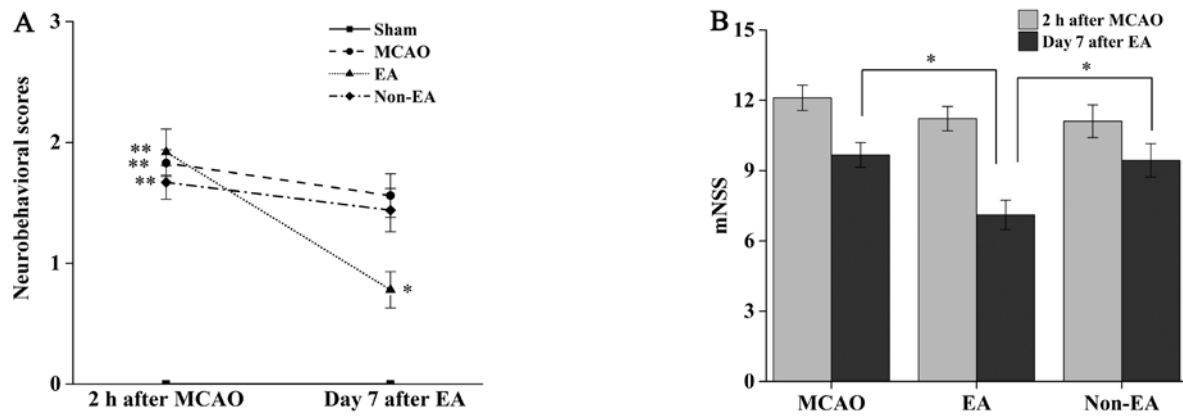 A
Neurobehavioral scores
3
2
1
0
Sham
MCAO
EA
Non-EA
**
**
**
*
2 h after MCAO
Day 7 after EA
B
mNSS
15
12
9
6
3
0
2 h after MCAO
Day 7 after EA
*
*
MCAO
EA
Non-EA